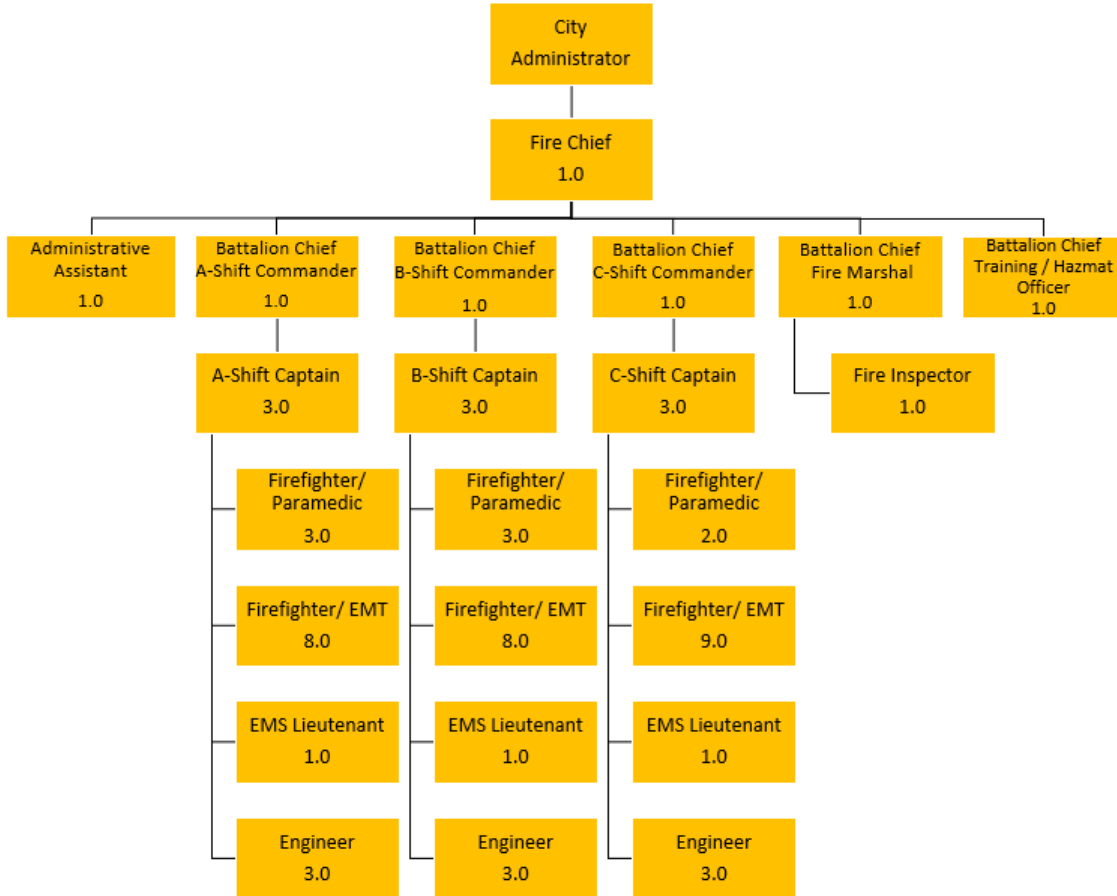 City
Administrator
Fire Chief
1.0
Administrative
Assistant
1.0
Battalion Chief
A-Shift Commander
1.0
Battalion Chief
B-Shift Commander
1.0
Battalion Chief
C-Shift Commander
1.0
Battalion Chief
Fire Marshal
1.0
Battalion Chief
Training / Hazmat
Officer
1.0
A-Shift Captain
3.0
B-Shift Captain
3.0
C-Shift Captain
3.0
Fire Inspector
1.0
Firefighter/
Paramedic
3.0
Firefighter/
Paramedic
3.0
Firefighter/
Paramedic
2.0
Firefighter/ EMT
8.0
Firefighter/ EMT
8.0
Firefighter/ EMT
9.0
EMS Lieutenant
1.0
EMS Lieutenant
1.0
EMS Lieutenant
1.0
Engineer
3.0
Engineer
3.0
Engineer
3.0